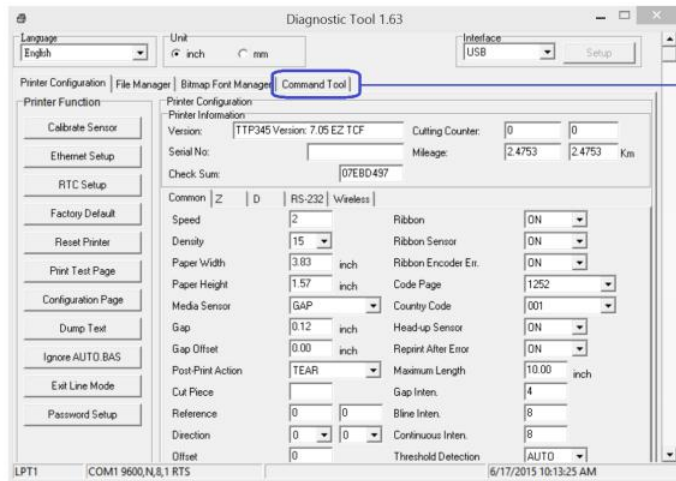 Diagnostic Tool 1.63
Language
English
Unit
inch
mm
Interface
USB
Setup
Printer Configuration
File Manager
Bitmap Font Manager
Command Tool
Printer Function
Calibrate Sensor
Ethernet Setup
RTC Setup
Factory Default
Reset Printer
Print Test Page
Configuration Page
Dump Text
Ignore AUTO.BAS
Exit Line Mode
Password Setup
Printer Configuration
Printer Information
Version: TTP345 Version: 7.05 EZ TCF
Cutting Counter: 0 0
Serial No:
Mileage: 2.4753 2.4753 Km
Check Sum: 07EBD497
Common Z D RS-232 Wireless
Speed 2
Ribbon ON
Density 15
Ribbon Sensor ON
Paper Width 3.83 inch
Ribbon Encoder Err. ON
Paper Height 1.57 inch
Code Page 1252
Media Sensor GAP
Country Code 001
Gap 0.12 inch
Head-up Sensor ON
Gap Offset 0.00 inch
Reprint After Error ON
Post-Print Action TEAR
Maximum Length 10.00 inch
Cut Piece
Gap Inten. 4
Reference 0 0
Bline Inten. 8
Direction 0 0
Continuous Inten. 8
Offset 0
Threshold Detection AUTO
LPT1 COM1 9600,N,8,1 RTS 6/17/2015 10:13:25 AM